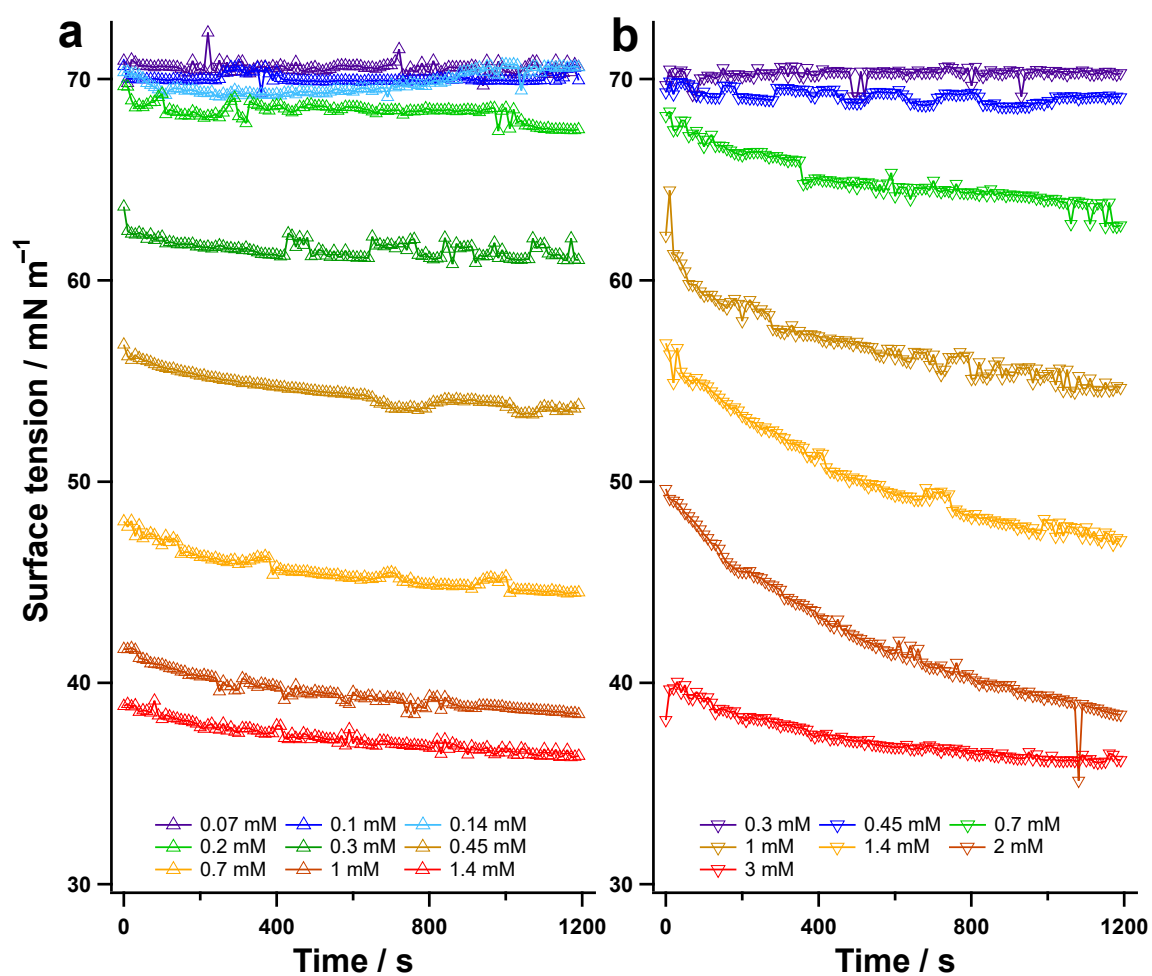 a
b
70
60
50
40
30
70
60
50
40
30
Surface tension / mN m⁻¹
0.07 mM 0.1 mM 0.14 mM
0.2 mM 0.3 mM 0.45 mM
0.7 mM 1 mM 1.4 mM
0.3 mM 0.45 mM 0.7 mM
1 mM 1.4 mM 2 mM
3 mM
0 400 800 1200
0 400 800 1200
Time / s
Time / s